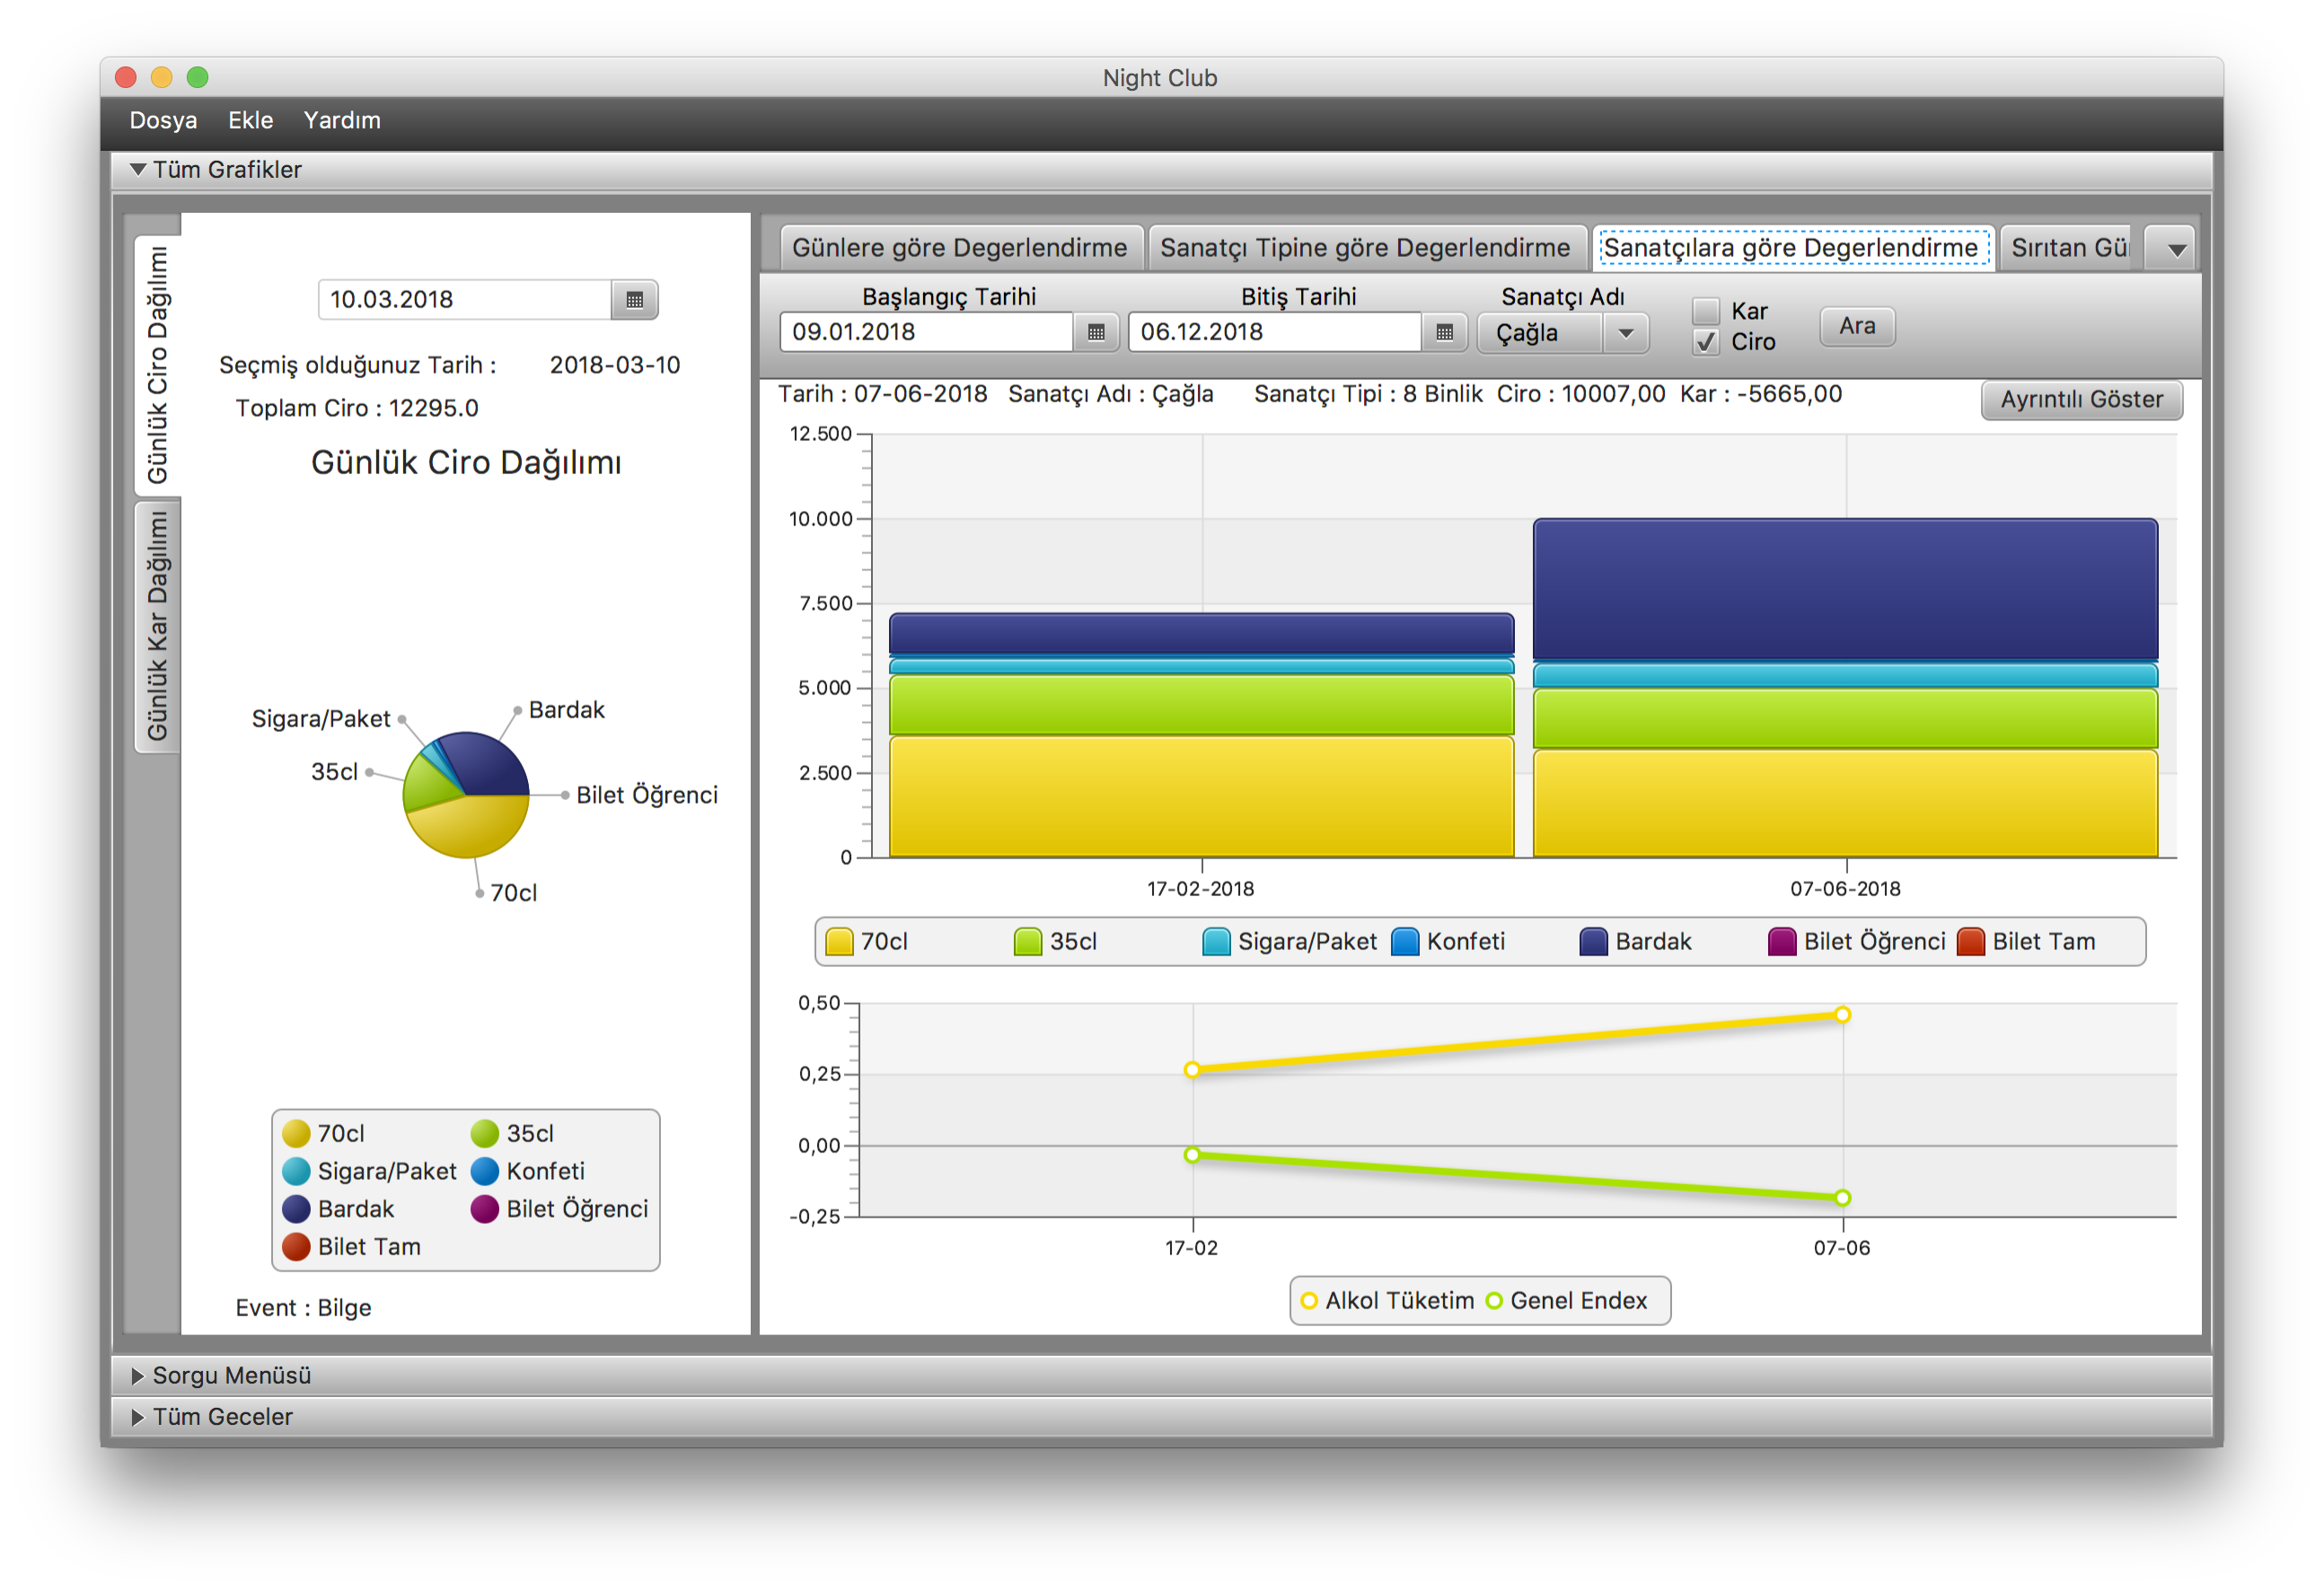 Night Club
Dosya Ekle Yardım
Tüm Grafikler
Günlük Ciro Dağılımı
Günlük Kar Dağılımı
10.03.2018
Seçmiş olduğunuz Tarih : 2018-03-10
Toplam Ciro : 12295.0
Günlük Ciro Dağılımı
Sigara/Paket
Bardak
35cl
Bilet Öğrenci
70cl
70cl 35cl
Sigara/Paket Konfeti
Bardak Bilet Öğrenci
Bilet Tam
Event : Bilge
Günlere göre Degerlendirme Sanatçı Tipine göre Degerlendirme Sanatçılara göre Degerlendirme Sırıtan
Başlangıç Tarihi Bitiş Tarihi Sanatçı Adı
09.01.2018 06.12.2018 Çağla
Kar
Ciro
Ara
Tarih : 07-06-2018 Sanatçı Adı : Çağla Sanatçı Tipi : 8 Binlik Ciro : 10007,00 Kar : -5665,00
Ayrıntılı Göster
12.500
10.000
7.500
5.000
2.500
0
17-02-2018 07-06-2018
70cl 35cl Sigara/Paket Konfeti Bardak Bilet Öğrenci Bilet Tam
0,50
0,25
0,00
-0,25
17-02 07-06
Alkol Tüketim Genel Endex
Sorgu Menüsü
Tüm Geceler